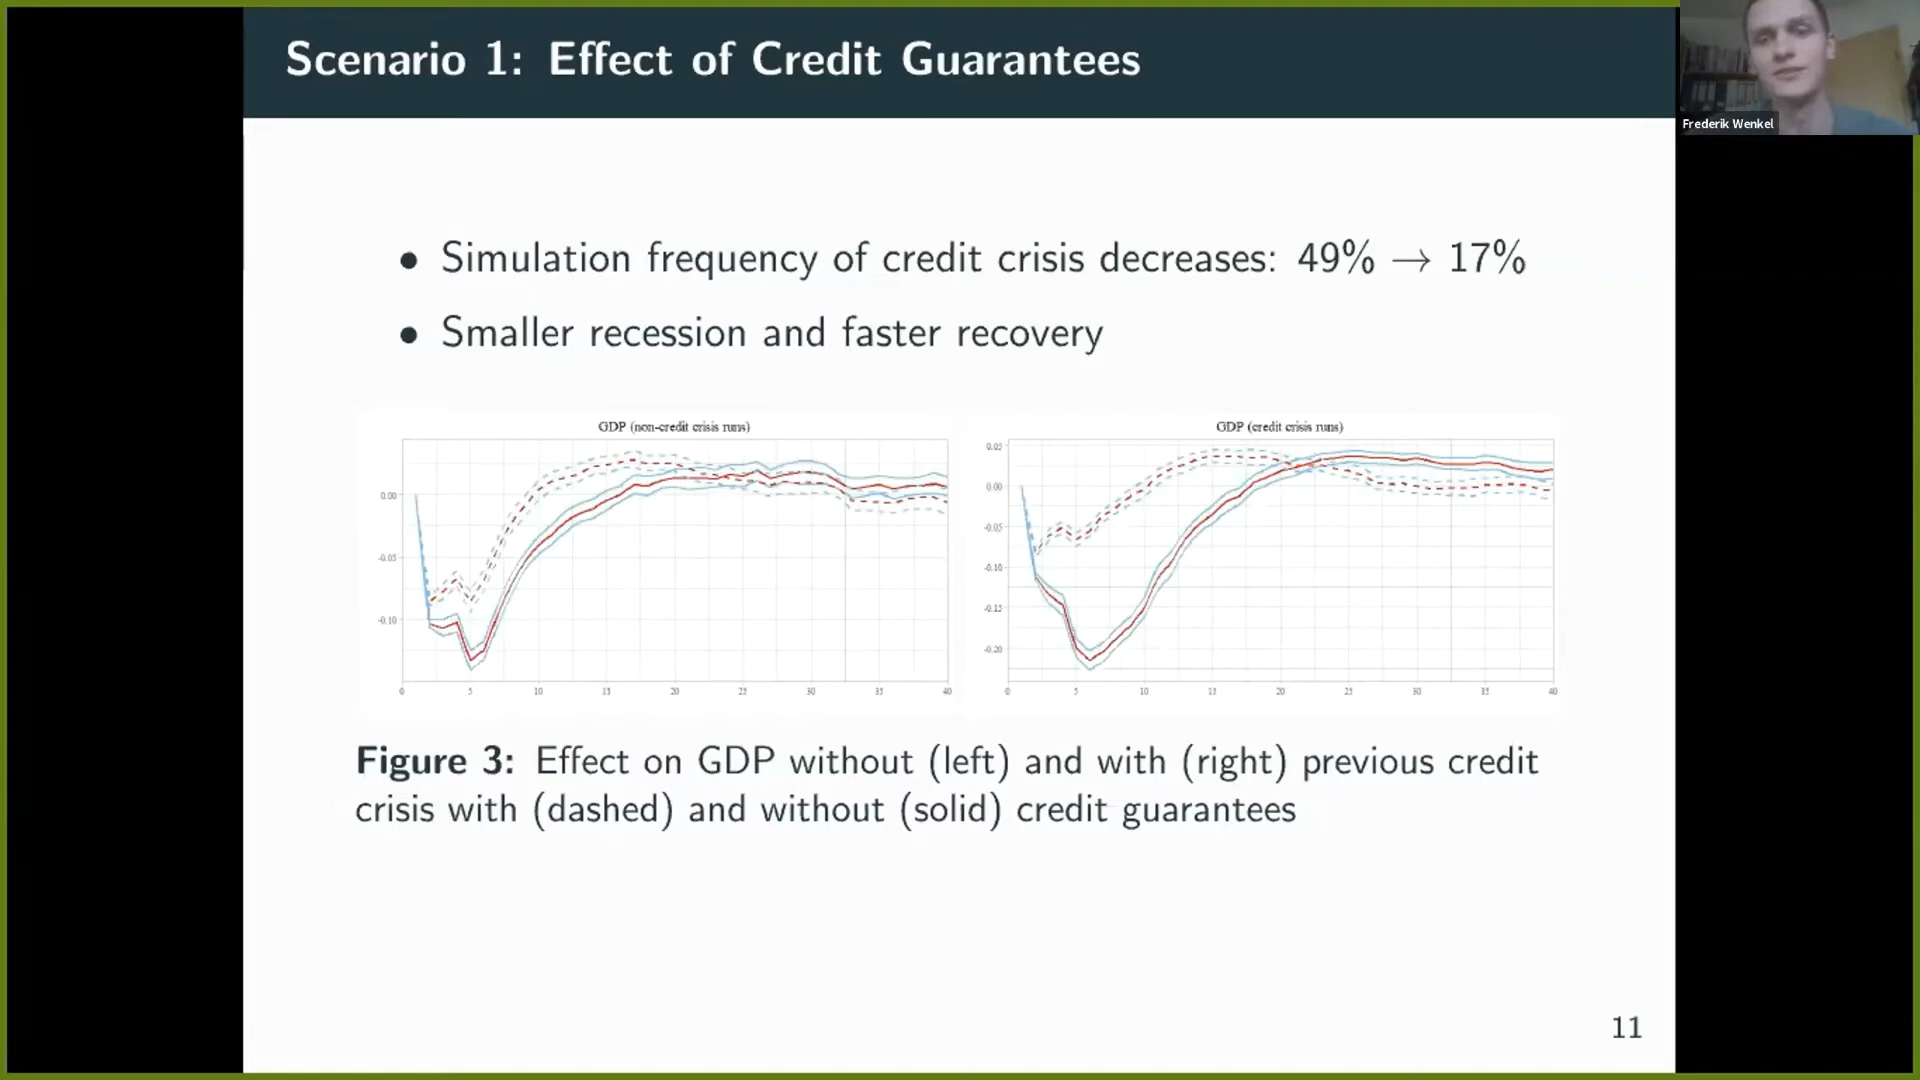 Scenario 1: Effect of Credit Guarantees
Frederik Wenkel
• Simulation frequency of credit crisis decreases: 49% → 17%
• Smaller recession and faster recovery
GDP (non-credit crisis runs)
0.00
-0.05
-0.10
0 5 10 15 20 25 30 35 40
GDP (credit crisis runs)
0.05
0.00
-0.05
-0.10
-0.15
-0.20
0 5 10 15 20 25 30 35 40
Figure 3: Effect on GDP without (left) and with (right) previous credit
crisis with (dashed) and without (solid) credit guarantees
11